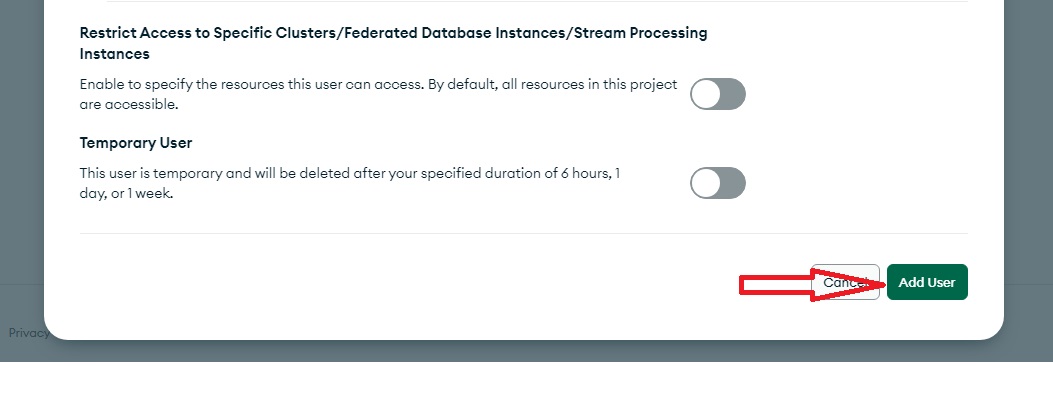 Restrict Access to Specific Clusters/Federated Database Instances/Stream Processing
Instances
Enable to specify the resources this user can access. By default, all resources in this project
are accessible.
Temporary User
This user is temporary and will be deleted after your specified duration of 6 hours, 1
day, or 1 week.
Cancel
Add User
Privacy